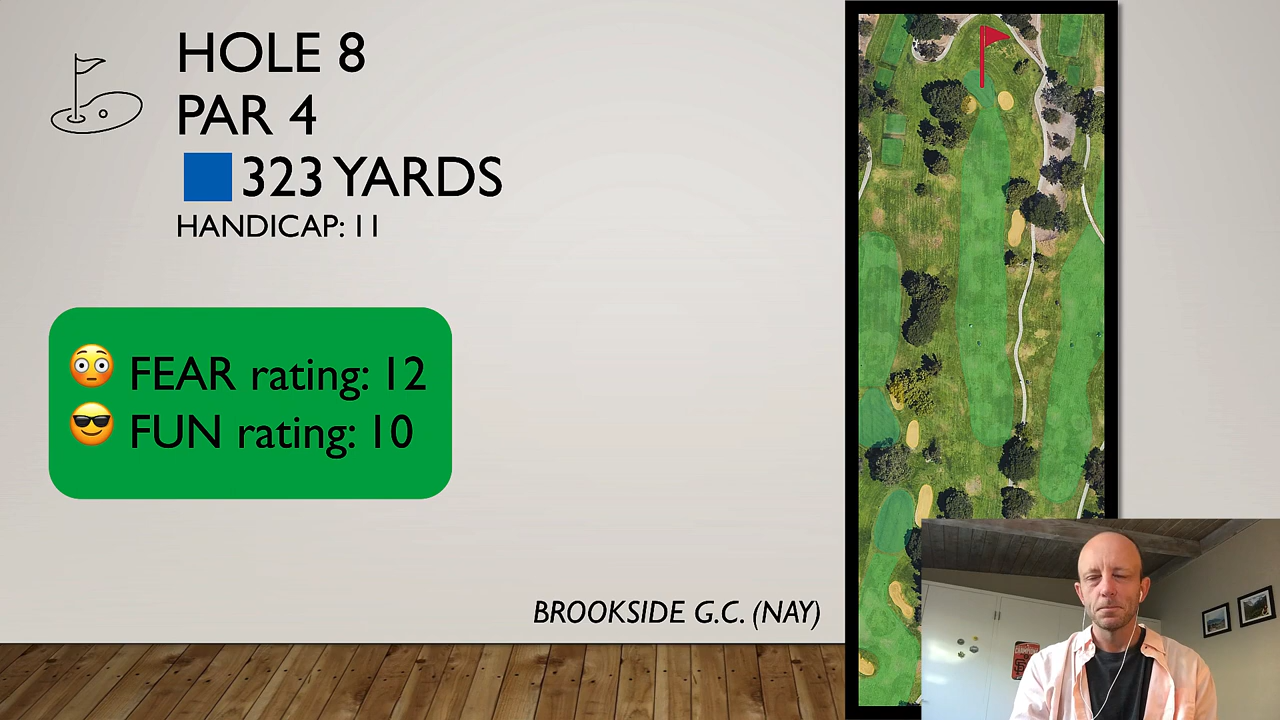 HOLE 8
PAR 4
323 YARDS
HANDICAP: 11
😳 FEAR rating: 12
😎 FUN rating: 10
BROOKSIDE G.C. (NAY)